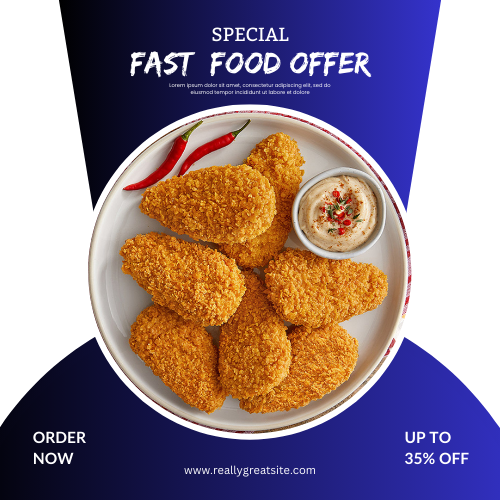 SPECIAL
FAST FOOD OFFER
Lorem ipsum dolor sit amet, consectetur adipiscing elit, sed do
eiusmod tempor incididunt ut labore et dolore
ORDER
NOW
UP TO
35% OFF
www.reallygreatsite.com